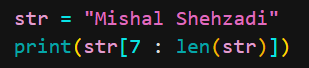 str = "Mishal Shehzadi"
print(str[7 : len(str)])